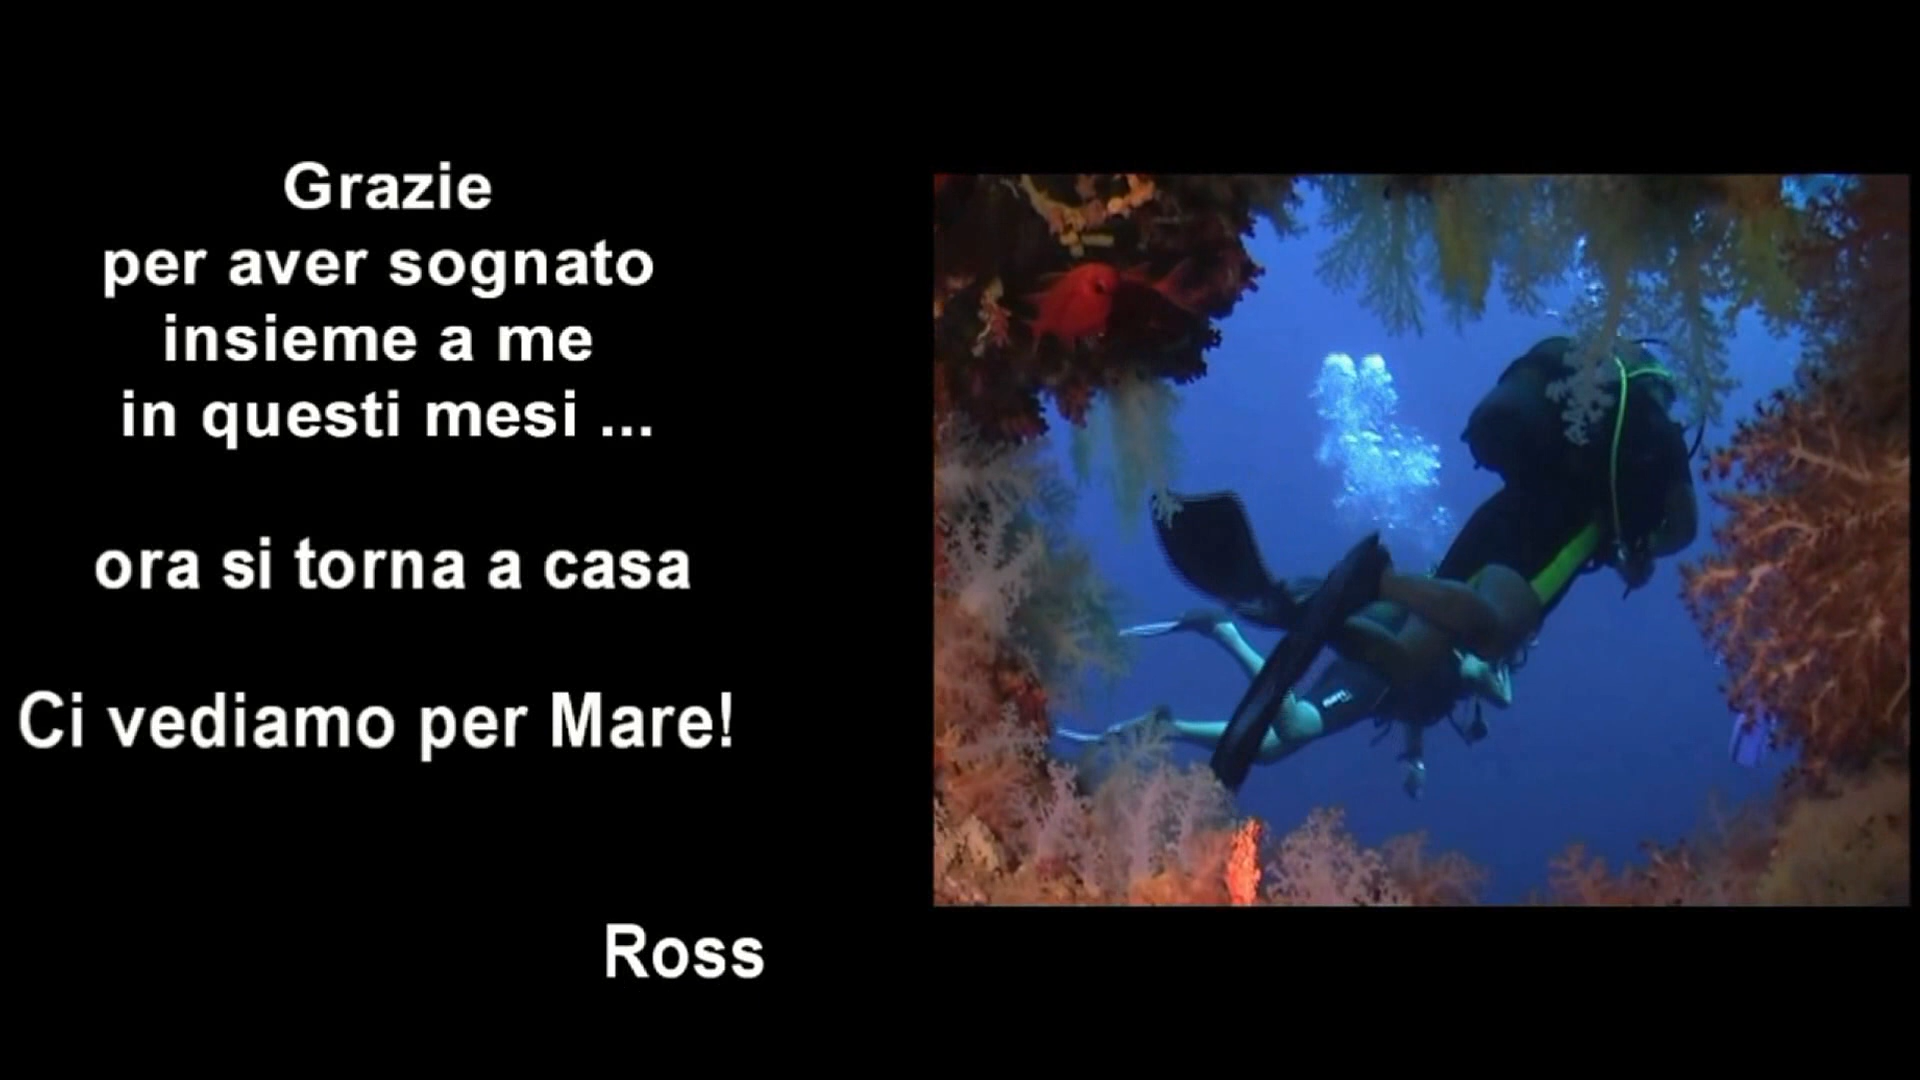 Grazie
per aver sognato
insieme a me
in questi mesi ...
ora si torna a casa
Ci vediamo per Mare!
Ross